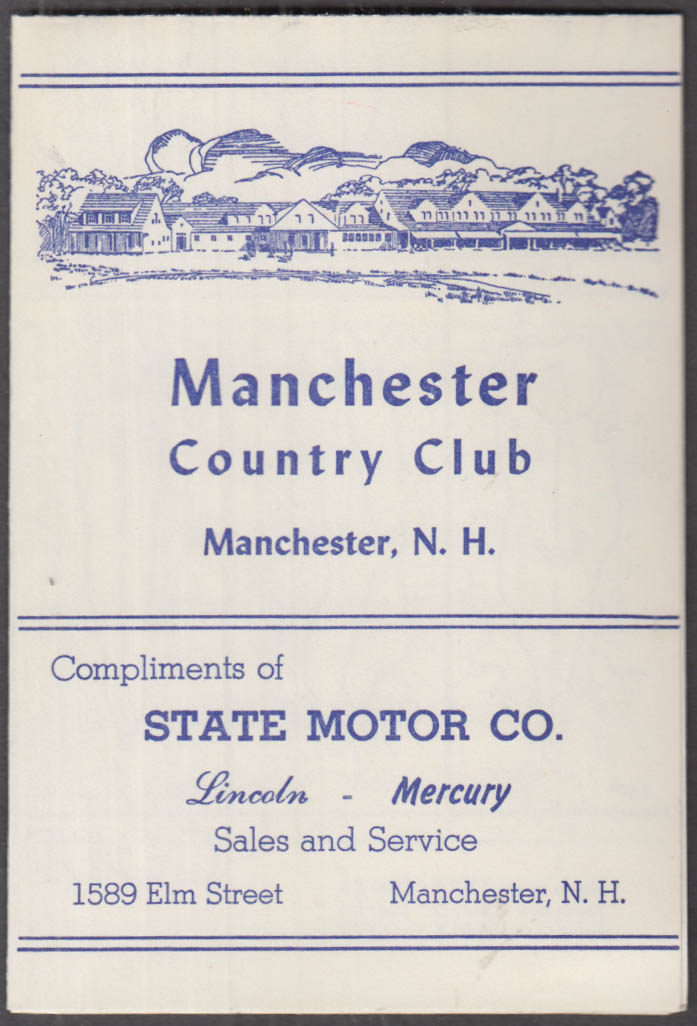 Manchester
Country Club
Manchester, N. H.
Compliments of
STATE MOTOR CO.
Lincoln - Mercury
Sales and Service
1589 Elm Street Manchester, N. H.